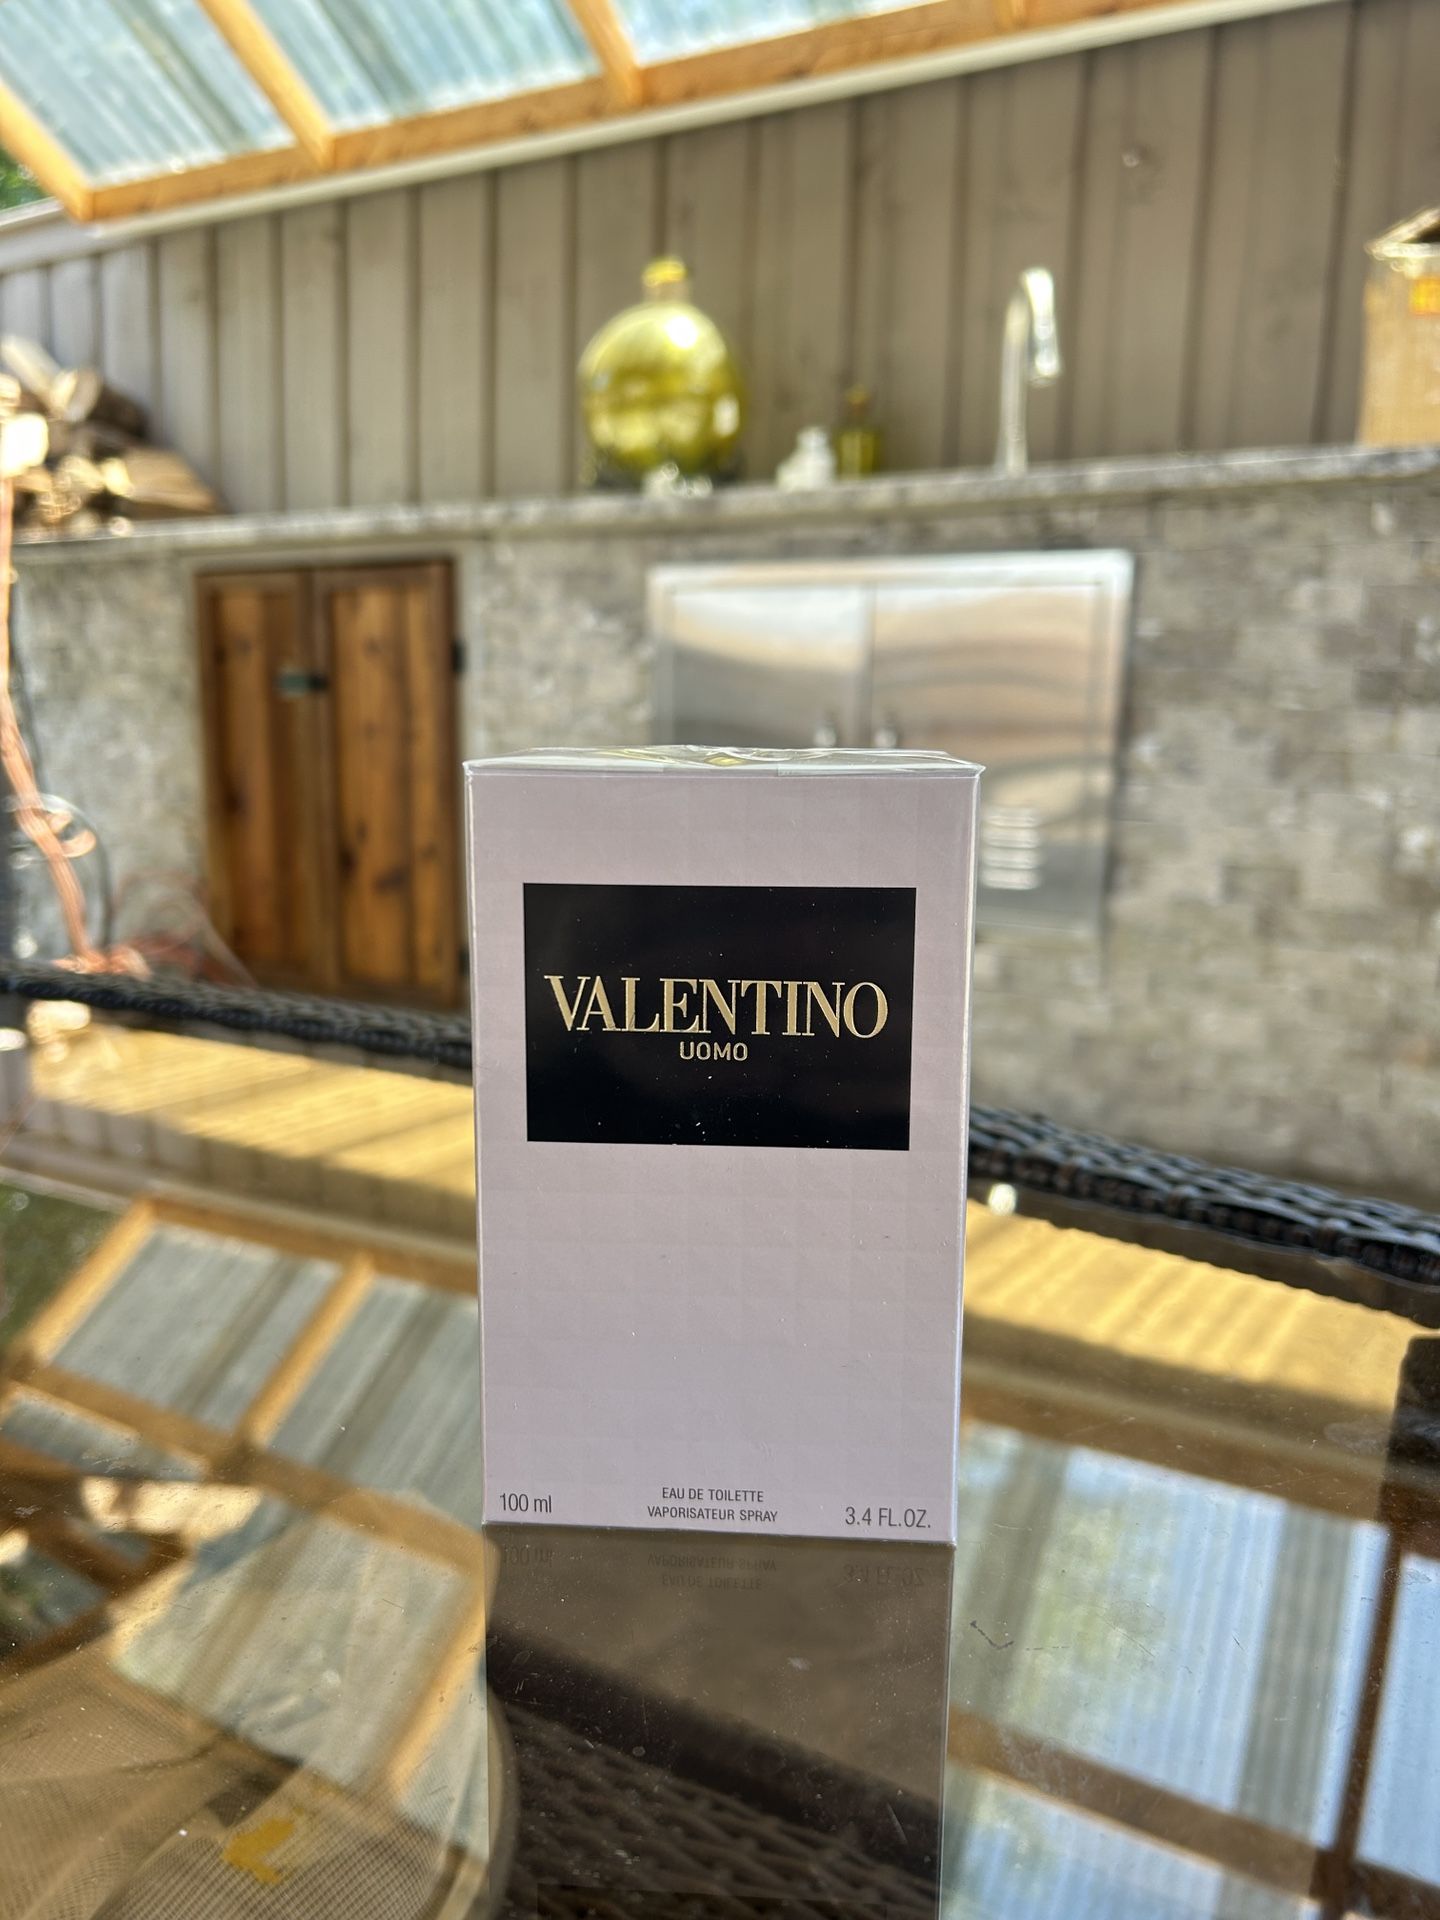 VALENTINO
UOMO
100 ml
EAU DE TOILETTE
VAPORISATEUR SPRAY
3.4 FL.OZ.